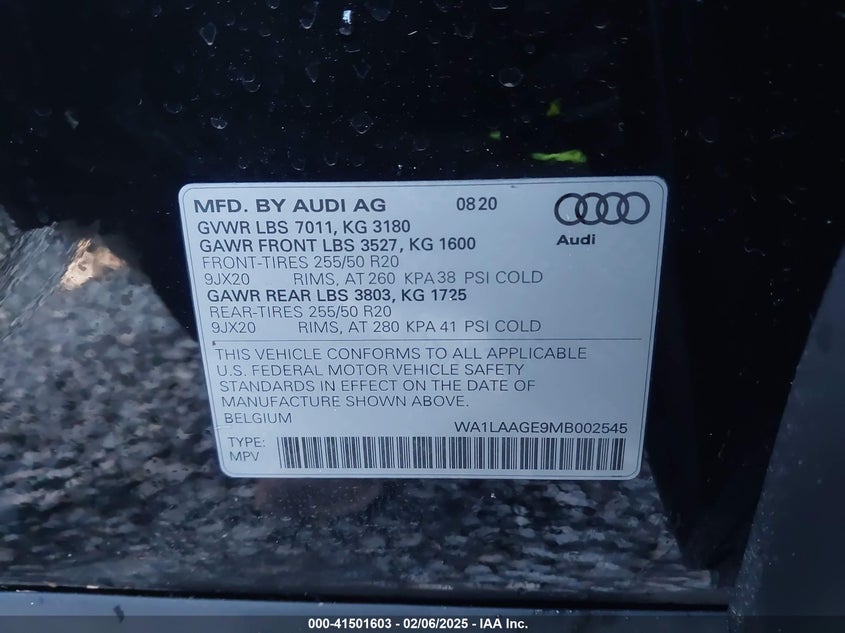 MFD. BY AUDI AG 0820
GVWR LBS 7011, KG 3180
GAWR FRONT LBS 3527, KG 1600
Audi
FRONT-TIRES 255/50 R20
9JX20 RIMS, AT 260 KPA 38 PSI COLD
GAWR REAR LBS 3803, KG 1725
REAR-TIRES 255/50 R20
9JX20 RIMS, AT 280 KPA 41 PSI COLD
THIS VEHICLE CONFORMS TO ALL APPLICABLE
U.S. FEDERAL MOTOR VEHICLE SAFETY
STANDARDS IN EFFECT ON THE DATE OF
MANUFACTURE SHOWN ABOVE.
BELGIUM WA1LAAGE9MB002545
TYPE:
MPV
000-41501603 - 02/06/2025 - IAA Inc.